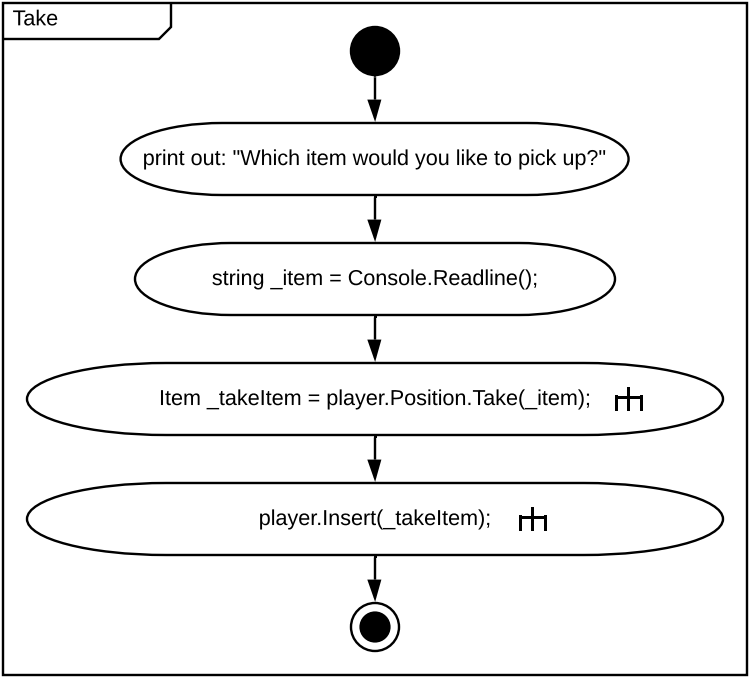 Take
print out: "Which item would you like to pick up?"
string _item = Console.Readline();
Item _takeItem = player.Position.Take(_item);
player.Insert(_takeItem);